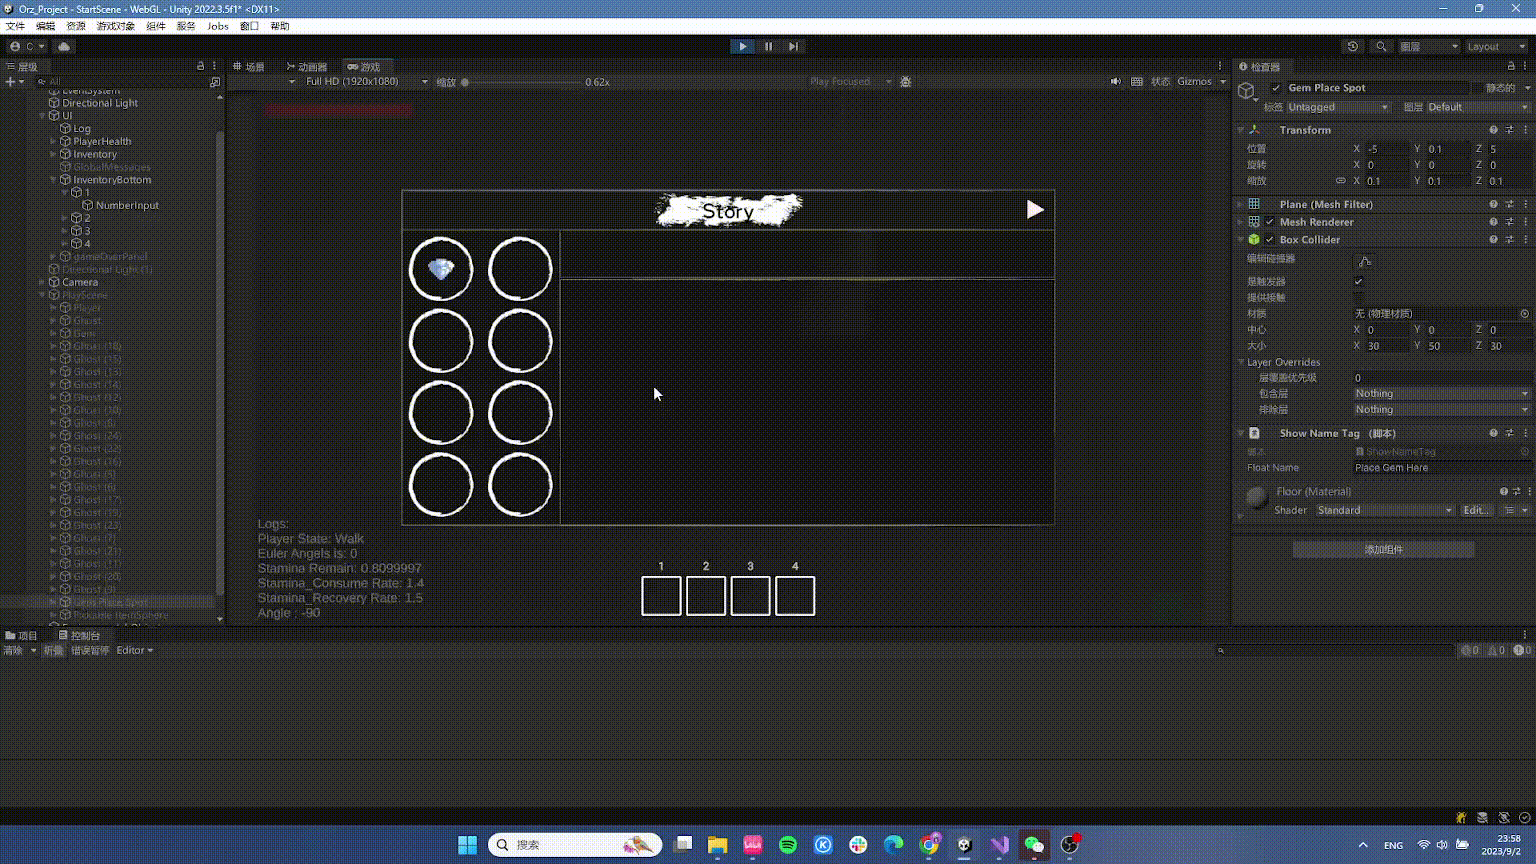 Orz_Project - StartScene - WebGL - Unity 2022.3.5f1* <DX11>
文件 编辑 资源 游戏对象 组件 服务 Jobs 窗口 帮助
C 图层 Layout
层级 场景 动画器 游戏 检查器
All Full HD (1920x1080) 缩放 0.62x Play Focused 状态 Gizmos
EventSystem
Directional Light
UI
Log
PlayerHealth
Inventory
GlobalMessages
InventoryBottom
1
NumberInput
2
3
4
gameOverPanel
Directional Light (1)
Camera
PlayScene
Player
Ghost
Gem
Ghost (18)
Ghost (15)
Ghost (13)
Ghost (14)
Ghost (12)
Ghost (10)
Ghost (8)
Ghost (24)
Ghost (22)
Ghost (16)
Ghost (5)
Ghost (6)
Ghost (17)
Ghost (19)
Ghost (23)
Ghost (7)
Ghost (21)
Ghost (11)
Ghost (20)
Ghost (9)
Gem Place Spot
Pickable ItemSphere
Story
Logs:
Player State: Walk
Euler Angels is: 0
Stamina Remain: 0.8099997
Stamina_Consume Rate: 1.4
Stamina_Recovery Rate: 1.5
Angle : -90
1 2 3 4
Gem Place Spot 静态的
标签 Untagged 图层 Default
Transform
位置 X -5 Y 0.1 Z 5
旋转 X 0 Y 0 Z 0
缩放 X 0.1 Y 0.1 Z 0.1
Plane (Mesh Filter)
Mesh Renderer
Box Collider
编辑碰撞器
是触发器
提供接触
材质 无 (物理材质)
中心 X 0 Y 0 Z 0
大小 X 30 Y 50 Z 30
Layer Overrides
层覆盖优先级 0
包含层 Nothing
排除层 Nothing
Show Name Tag （脚本）
脚本 ShowNameTag
Float Name Place Gem Here
Floor (Material)
Shader Standard Edit...
添加组件
项目 控制台
清除 折叠 错误暂停 Editor 0 0 0
搜索
ENG
23:58
2023/9/2